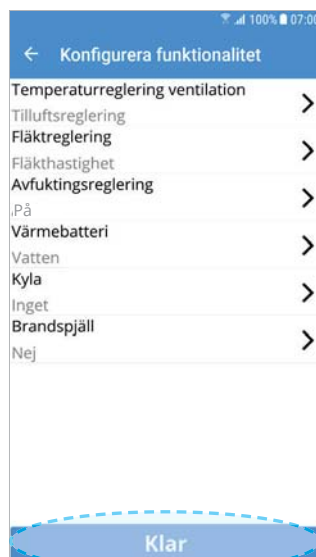 100% 07:00
Konfigurera funktionalitet
Temperaturreglering ventilation
Tilluftsreglering
Fläktreglering
Fläkthastighet
Avfuktingsreglering
På
Värmebatteri
Vatten
Kyla
Inget
Brandspjäll
Nej
Klar